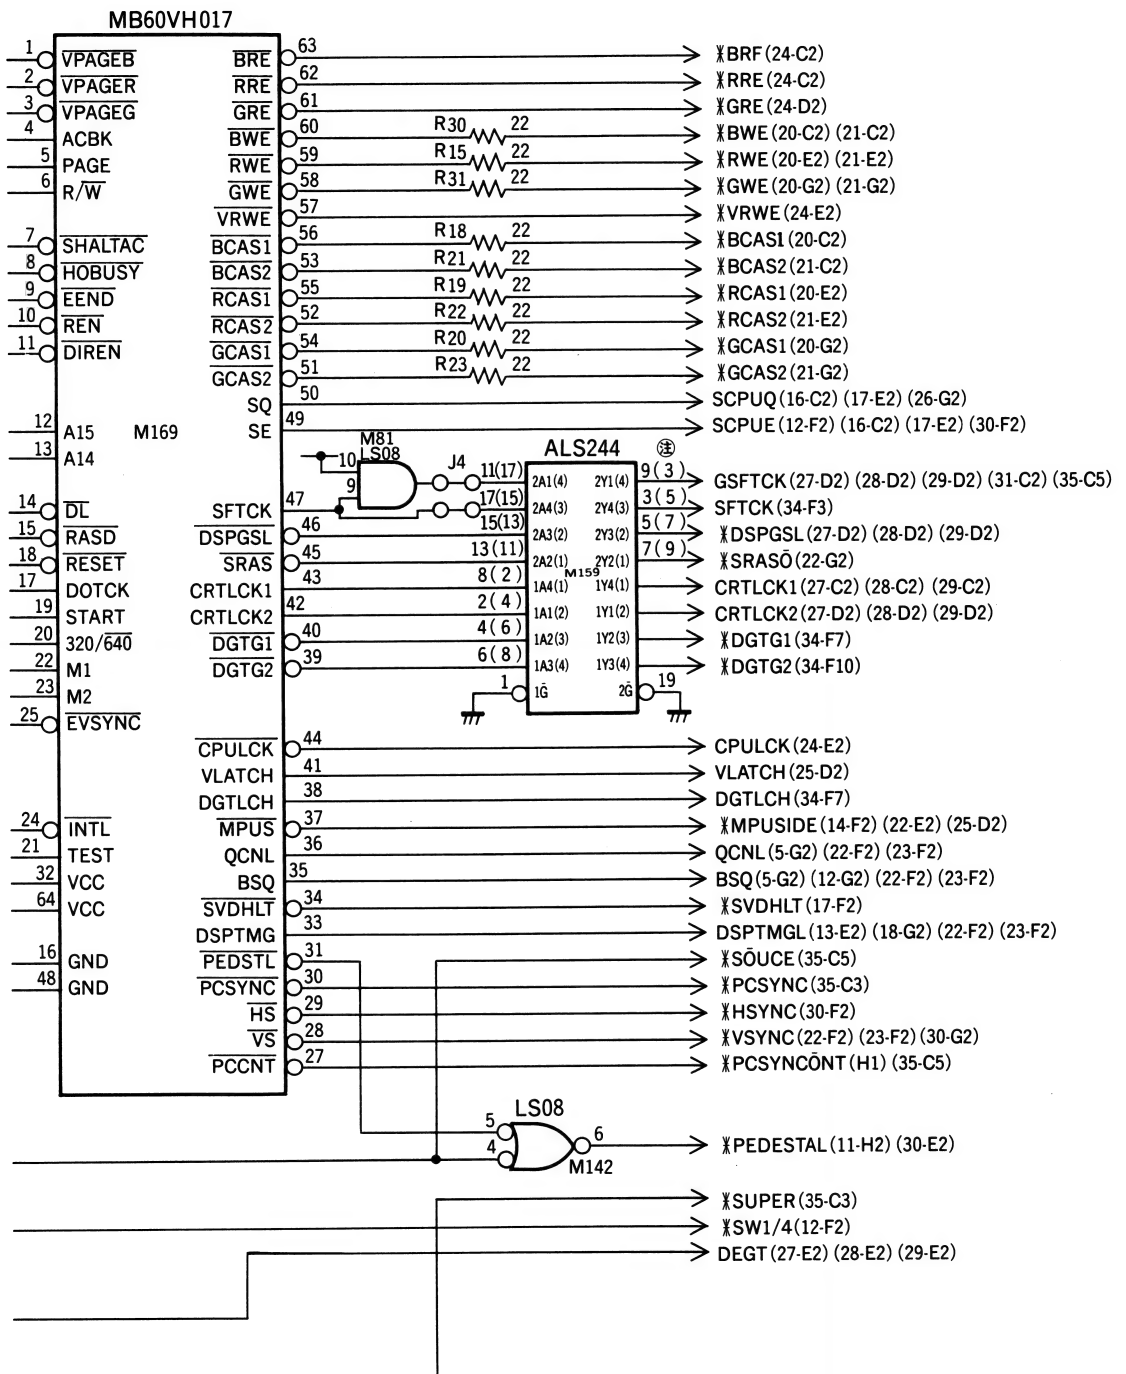 MB60VH017
1 VPAGEB BRE 63 *BRF(24-C2)
2 VPAGER RRE 62 *RRE(24-C2)
3 VPAGEG GRE 61 *GRE(24-D2)
4 ACBK BWE 60 R30 22 *BWE(20-C2)(21-C2)
5 PAGE RWE 59 R15 22 *RWE(20-E2)(21-E2)
6 R/W GWE 58 R31 22 *GWE(20-G2)(21-G2)
VRWE 57 *VRWE(24-E2)
7 SHALTAC BCAS1 56 R18 22 *BCAS1(20-C2)
8 HOBUSY BCAS2 53 R21 22 *BCAS2(21-C2)
9 EEND RCAS1 55 R19 22 *RCAS1(20-E2)
10 REN RCAS2 52 R22 22 *RCAS2(21-E2)
11 DIREN GCAS1 54 R20 22 *GCAS1(20-G2)
GCAS2 51 R23 22 *GCAS2(21-G2)
SQ 50 SCPUQ(16-C2)(17-E2)(26-G2)
12 A15 M169 SE 49 SCPUE(12-F2)(16-C2)(17-E2)(30-F2)
13 A14
M81 LS08 J4 ALS244 注
10 11(17) 2A1(4) 2Y1(4) 9(3) GSFTCK(27-D2)(28-D2)(29-D2)(31-C2)(35-C5)
9
14 DL SFTCK 47 17(15) 2A4(3) 2Y4(3) 3(5) SFTCK(34-F3)
15 RASD DSPGSL 46 15(13) 2A3(2) 2Y3(2) 5(7) *DSPGSL(27-D2)(28-D2)(29-D2)
18 RESET SRAS 45 13(11) 2A2(1) 2Y2(1) 7(9) *SRASŌ(22-G2)
M159
17 DOTCK CRTLCK1 43 8(2) 1A4(1) 1Y4(1) CRTLCK1(27-C2)(28-C2)(29-C2)
19 START CRTLCK2 42 2(4) 1A1(2) 1Y1(2) CRTLCK2(27-D2)(28-D2)(29-D2)
20 320/640 DGTG1 40 4(6) 1A2(3) 1Y2(3) *DGTG1(34-F7)
22 M1 DGTG2 39 6(8) 1A3(4) 1Y3(4) *DGTG2(34-F10)
23 M2 1 1Ḡ 2Ḡ 19
25 EVSYNC
CPULCK 44 CPULCK(24-E2)
VLATCH 41 VLATCH(25-D2)
DGTLCH 38 DGTLCH(34-F7)
24 INTL MPUS 37 *MPUSIDE(14-F2)(22-E2)(25-D2)
21 TEST QCNL 36 QCNL(5-G2)(22-F2)(23-F2)
32 VCC BSQ 35 BSQ(5-G2)(12-G2)(22-F2)(23-F2)
64 VCC SVDHLT 34 *SVDHLT(17-F2)
DSPTMG 33 DSPTMGL(13-E2)(18-G2)(22-F2)(23-F2)
16 GND PEDSTL 31 *SŌUCE(35-C5)
48 GND PCSYNC 30 *PCSYNC(35-C3)
HS 29 *HSYNC(30-F2)
VS 28 *VSYNC(22-F2)(23-F2)(30-G2)
PCCNT 27 *PCSYNCŌNT(H1)(35-C5)
LS08
5 4 6 M142 *PEDESTAL(11-H2)(30-E2)
*SUPER(35-C3)
*SW1/4(12-F2)
DEGT(27-E2)(28-E2)(29-E2)